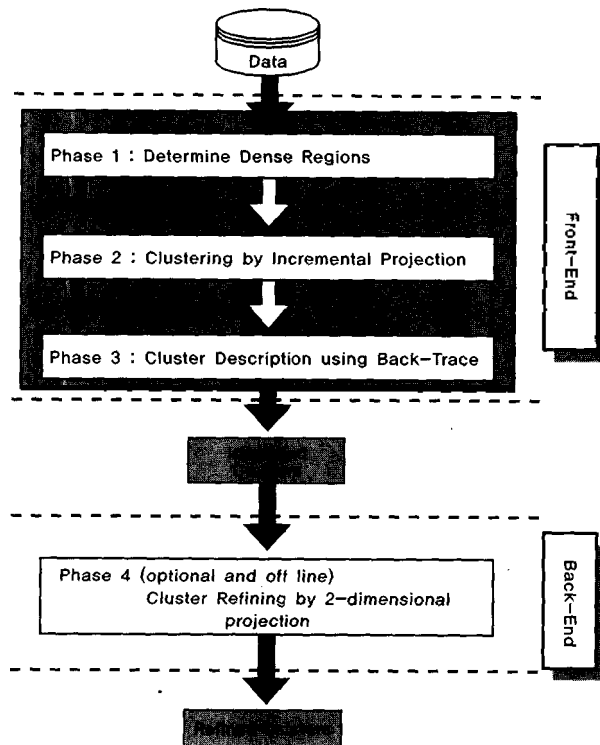 Data
Phase 1 : Determine Dense Regions
Phase 2 : Clustering by Incremental Projection
Phase 3 : Cluster Description using Back-Trace
Front-End
Phase 4 (optional and off line)
Cluster Refining by 2-dimensional
projection
Back-End